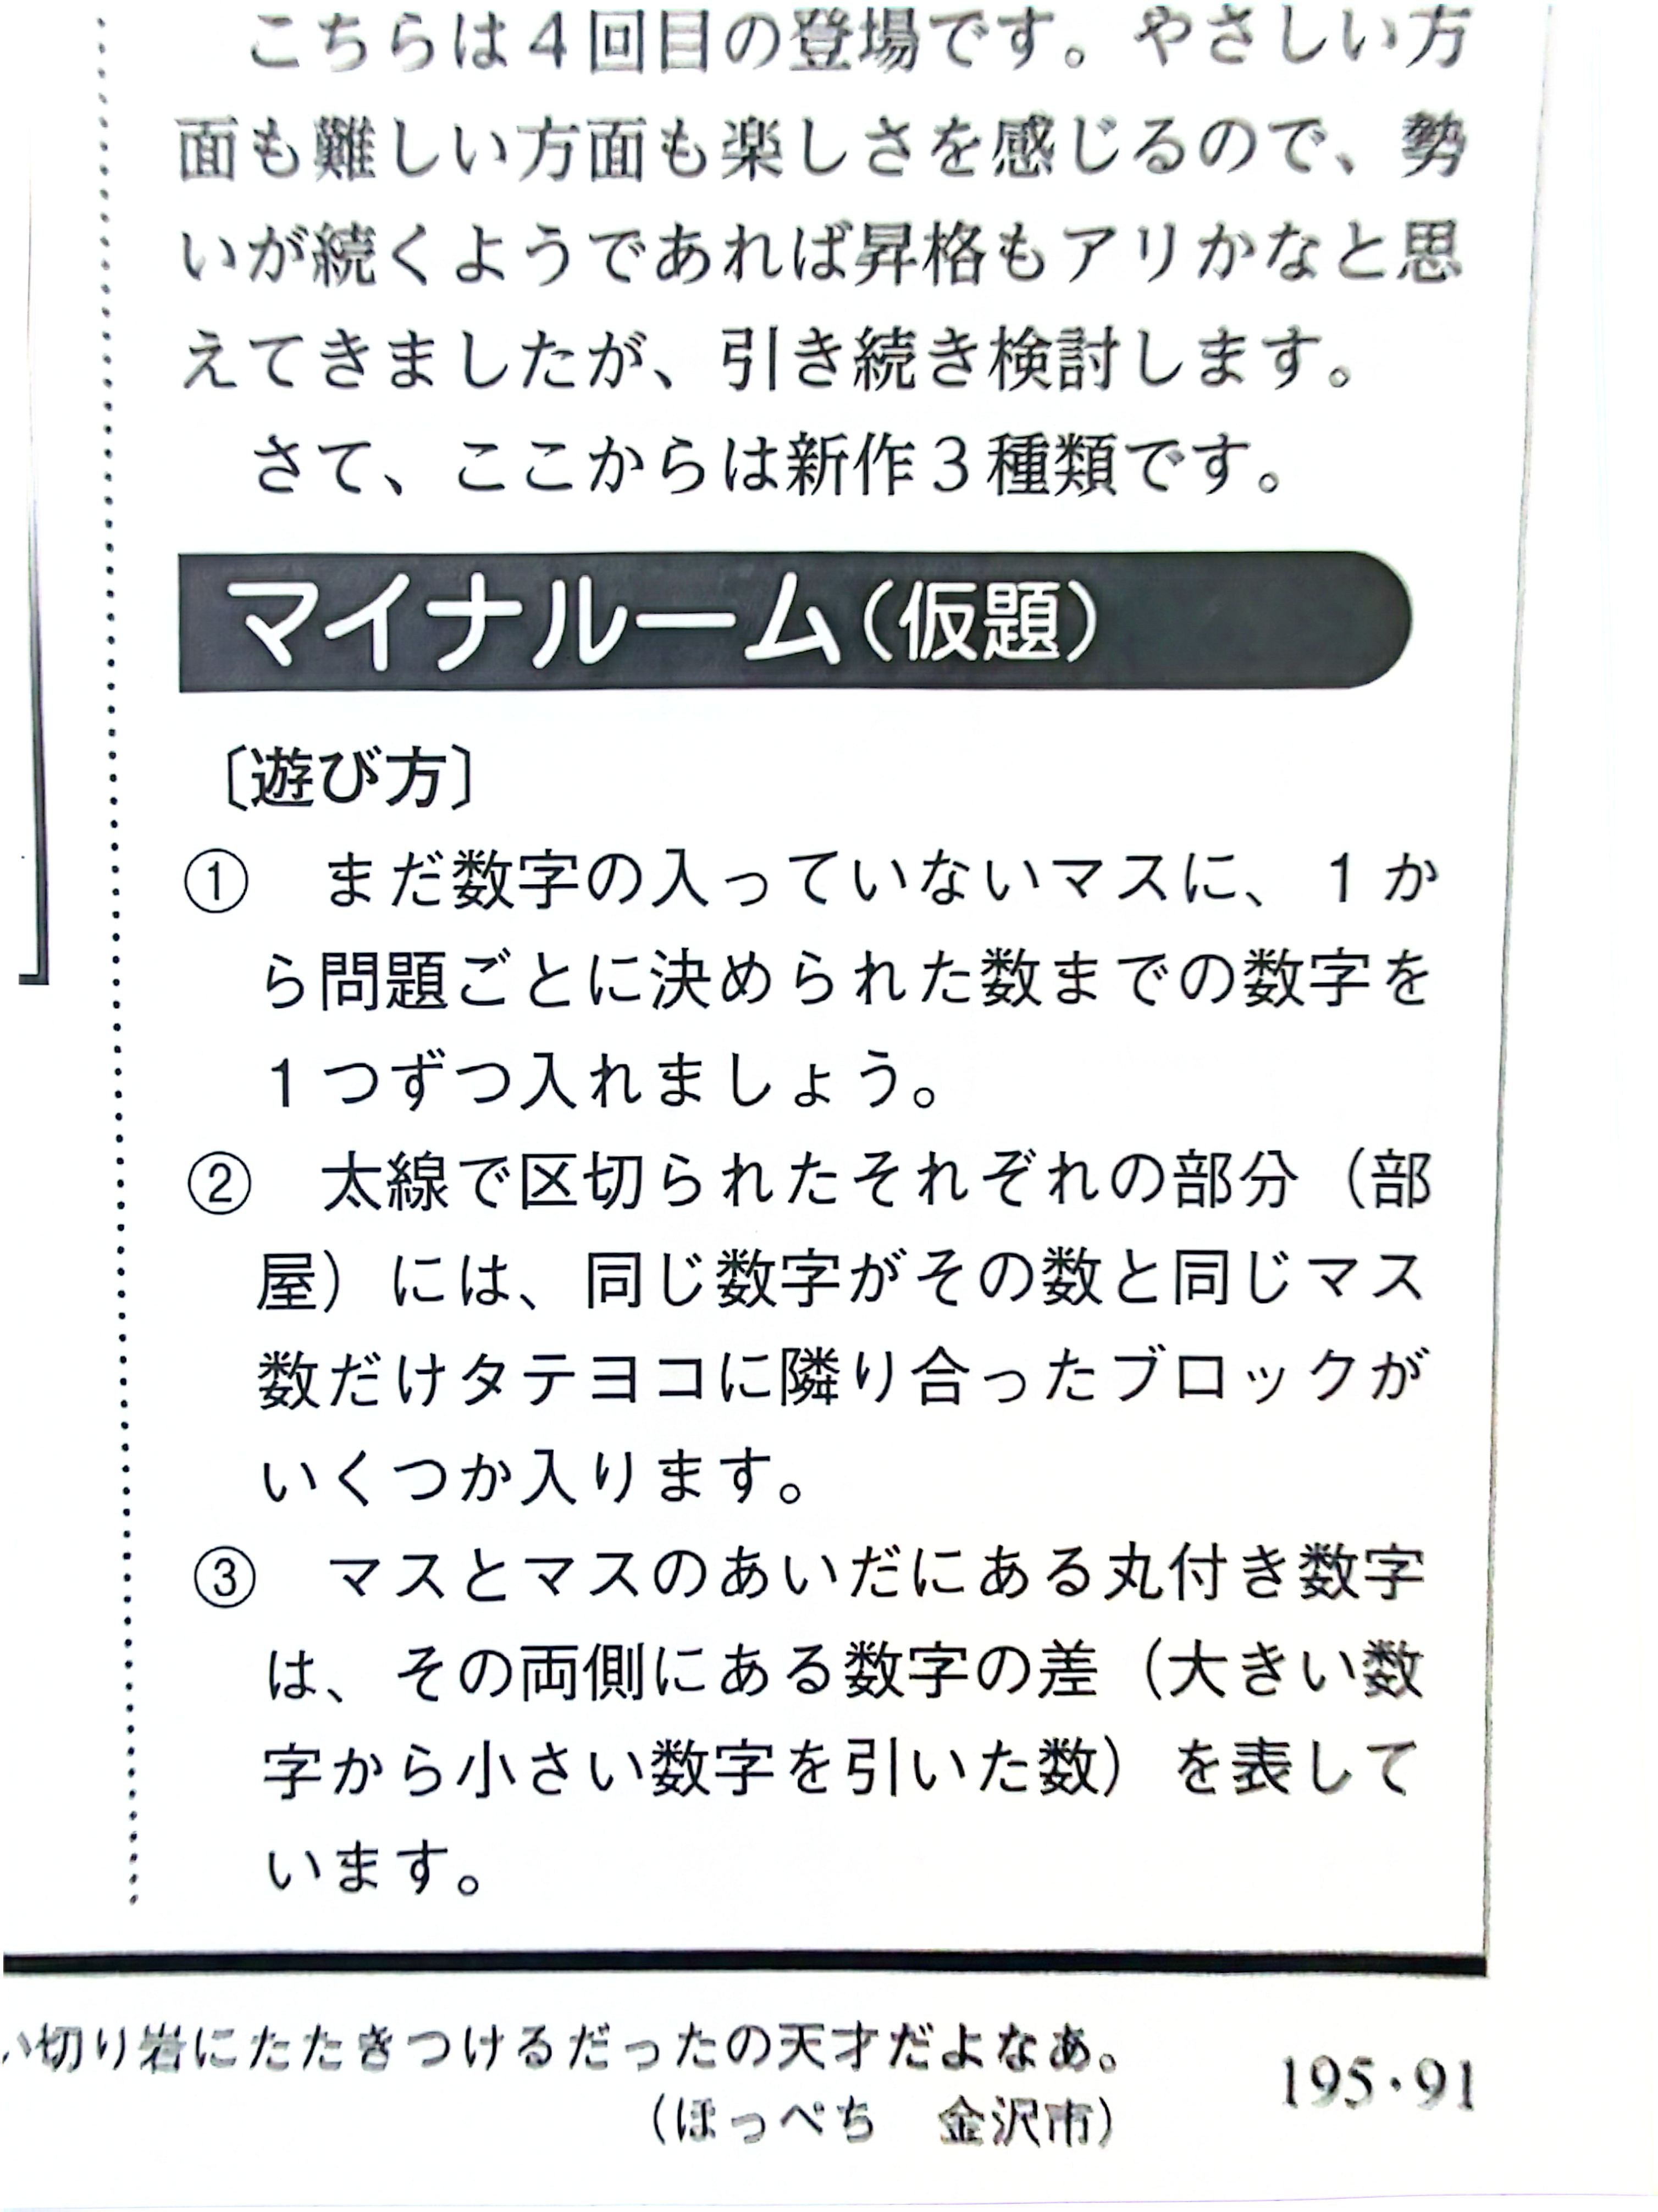 こちらは４回目の登場です。やさしい方
面も難しい方面も楽しさを感じるので、勢
いが続くようであれば昇格もアリかなと思
えてきましたが、引き続き検討します。
さて、ここからは新作３種類です。
マイナルーム（仮題）
〔遊び方〕
① まだ数字の入っていないマスに、１か
ら問題ごとに決められた数までの数字を
１つずつ入れましょう。
② 太線で区切られたそれぞれの部分（部
屋）には、同じ数字がその数と同じマス
数だけタテヨコに隣り合ったブロックが
いくつか入ります。
③ マスとマスのあいだにある丸付き数字
は、その両側にある数字の差（大きい数
字から小さい数字を引いた数）を表して
います。
い切り岩にたたきつけるだったの天才だよなあ。
（ほっぺち 金沢市）
195・91